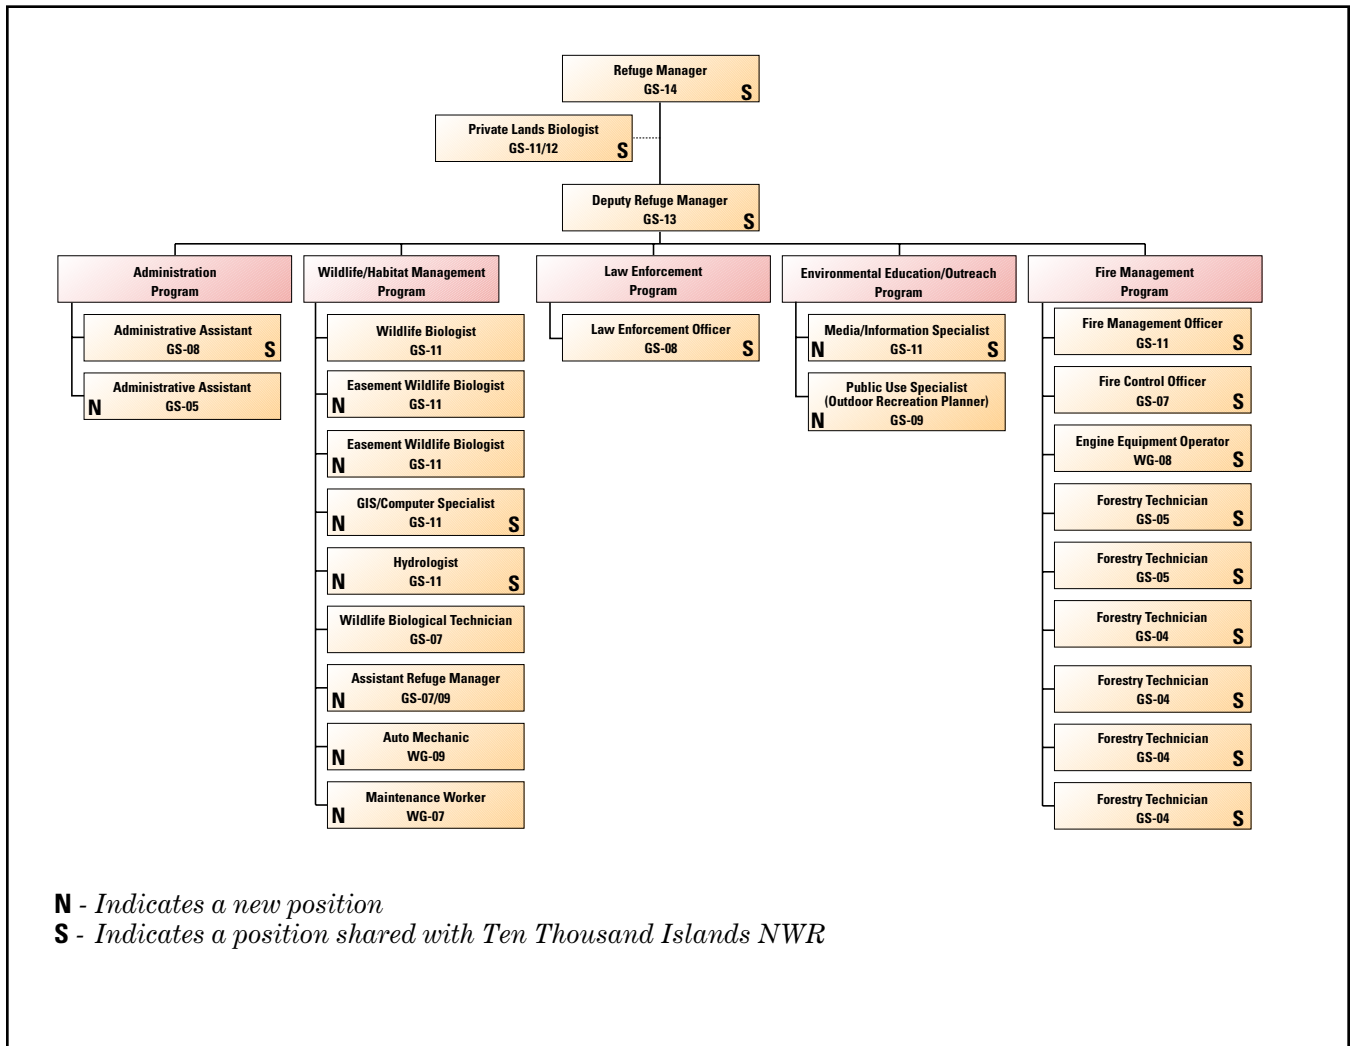 Refuge Manager
GS-14
S
Private Lands Biologist
GS-11/12
S
Deputy Refuge Manager
GS-13
S
Administration
Program
Administrative Assistant
GS-08
S
Administrative Assistant
N
GS-05
Wildlife/Habitat Management
Program
Wildlife Biologist
GS-11
Easement Wildlife Biologist
N
GS-11
Easement Wildlife Biologist
N
GS-11
GIS/Computer Specialist
N
GS-11
S
Hydrologist
N
GS-11
S
Wildlife Biological Technician
GS-07
Assistant Refuge Manager
N
GS-07/09
Auto Mechanic
N
WG-09
Maintenance Worker
N
WG-07
Law Enforcement
Program
Law Enforcement Officer
GS-08
S
Environmental Education/Outreach
Program
Media/Information Specialist
N
GS-11
S
Public Use Specialist
(Outdoor Recreation Planner)
N
GS-09
Fire Management
Program
Fire Management Officer
GS-11
S
Fire Control Officer
GS-07
S
Engine Equipment Operator
WG-08
S
Forestry Technician
GS-05
S
Forestry Technician
GS-05
S
Forestry Technician
GS-04
S
Forestry Technician
GS-04
S
Forestry Technician
GS-04
S
Forestry Technician
GS-04
S
N - Indicates a new position
S - Indicates a position shared with Ten Thousand Islands NWR